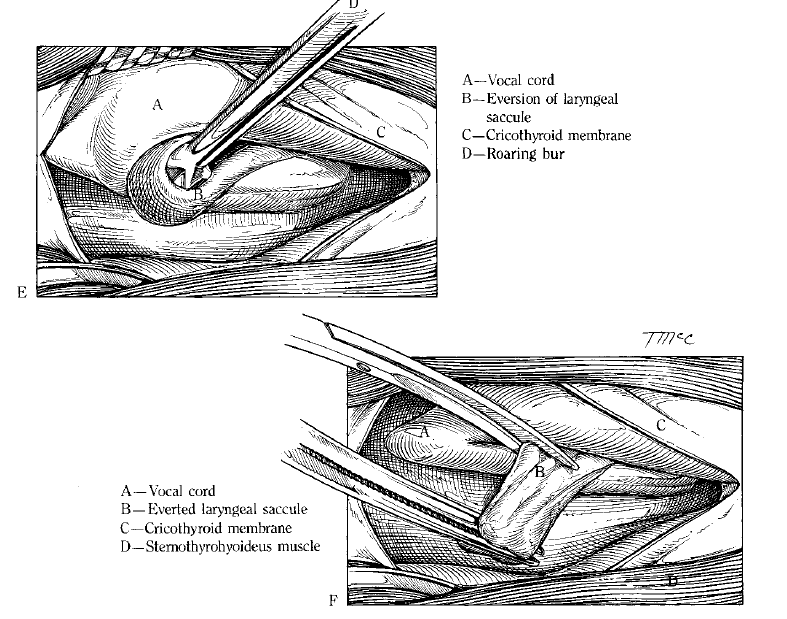 D
A
C
B
A—Vocal cord
B—Eversion of laryngeal
saccule
C—Cricothyroid membrane
D—Roaring bur
E
TMcC
A
C
B
A—Vocal cord
B—Everted laryngeal saccule
C—Cricothyroid membrane
D—Sternothyrohyoideus muscle
D
F